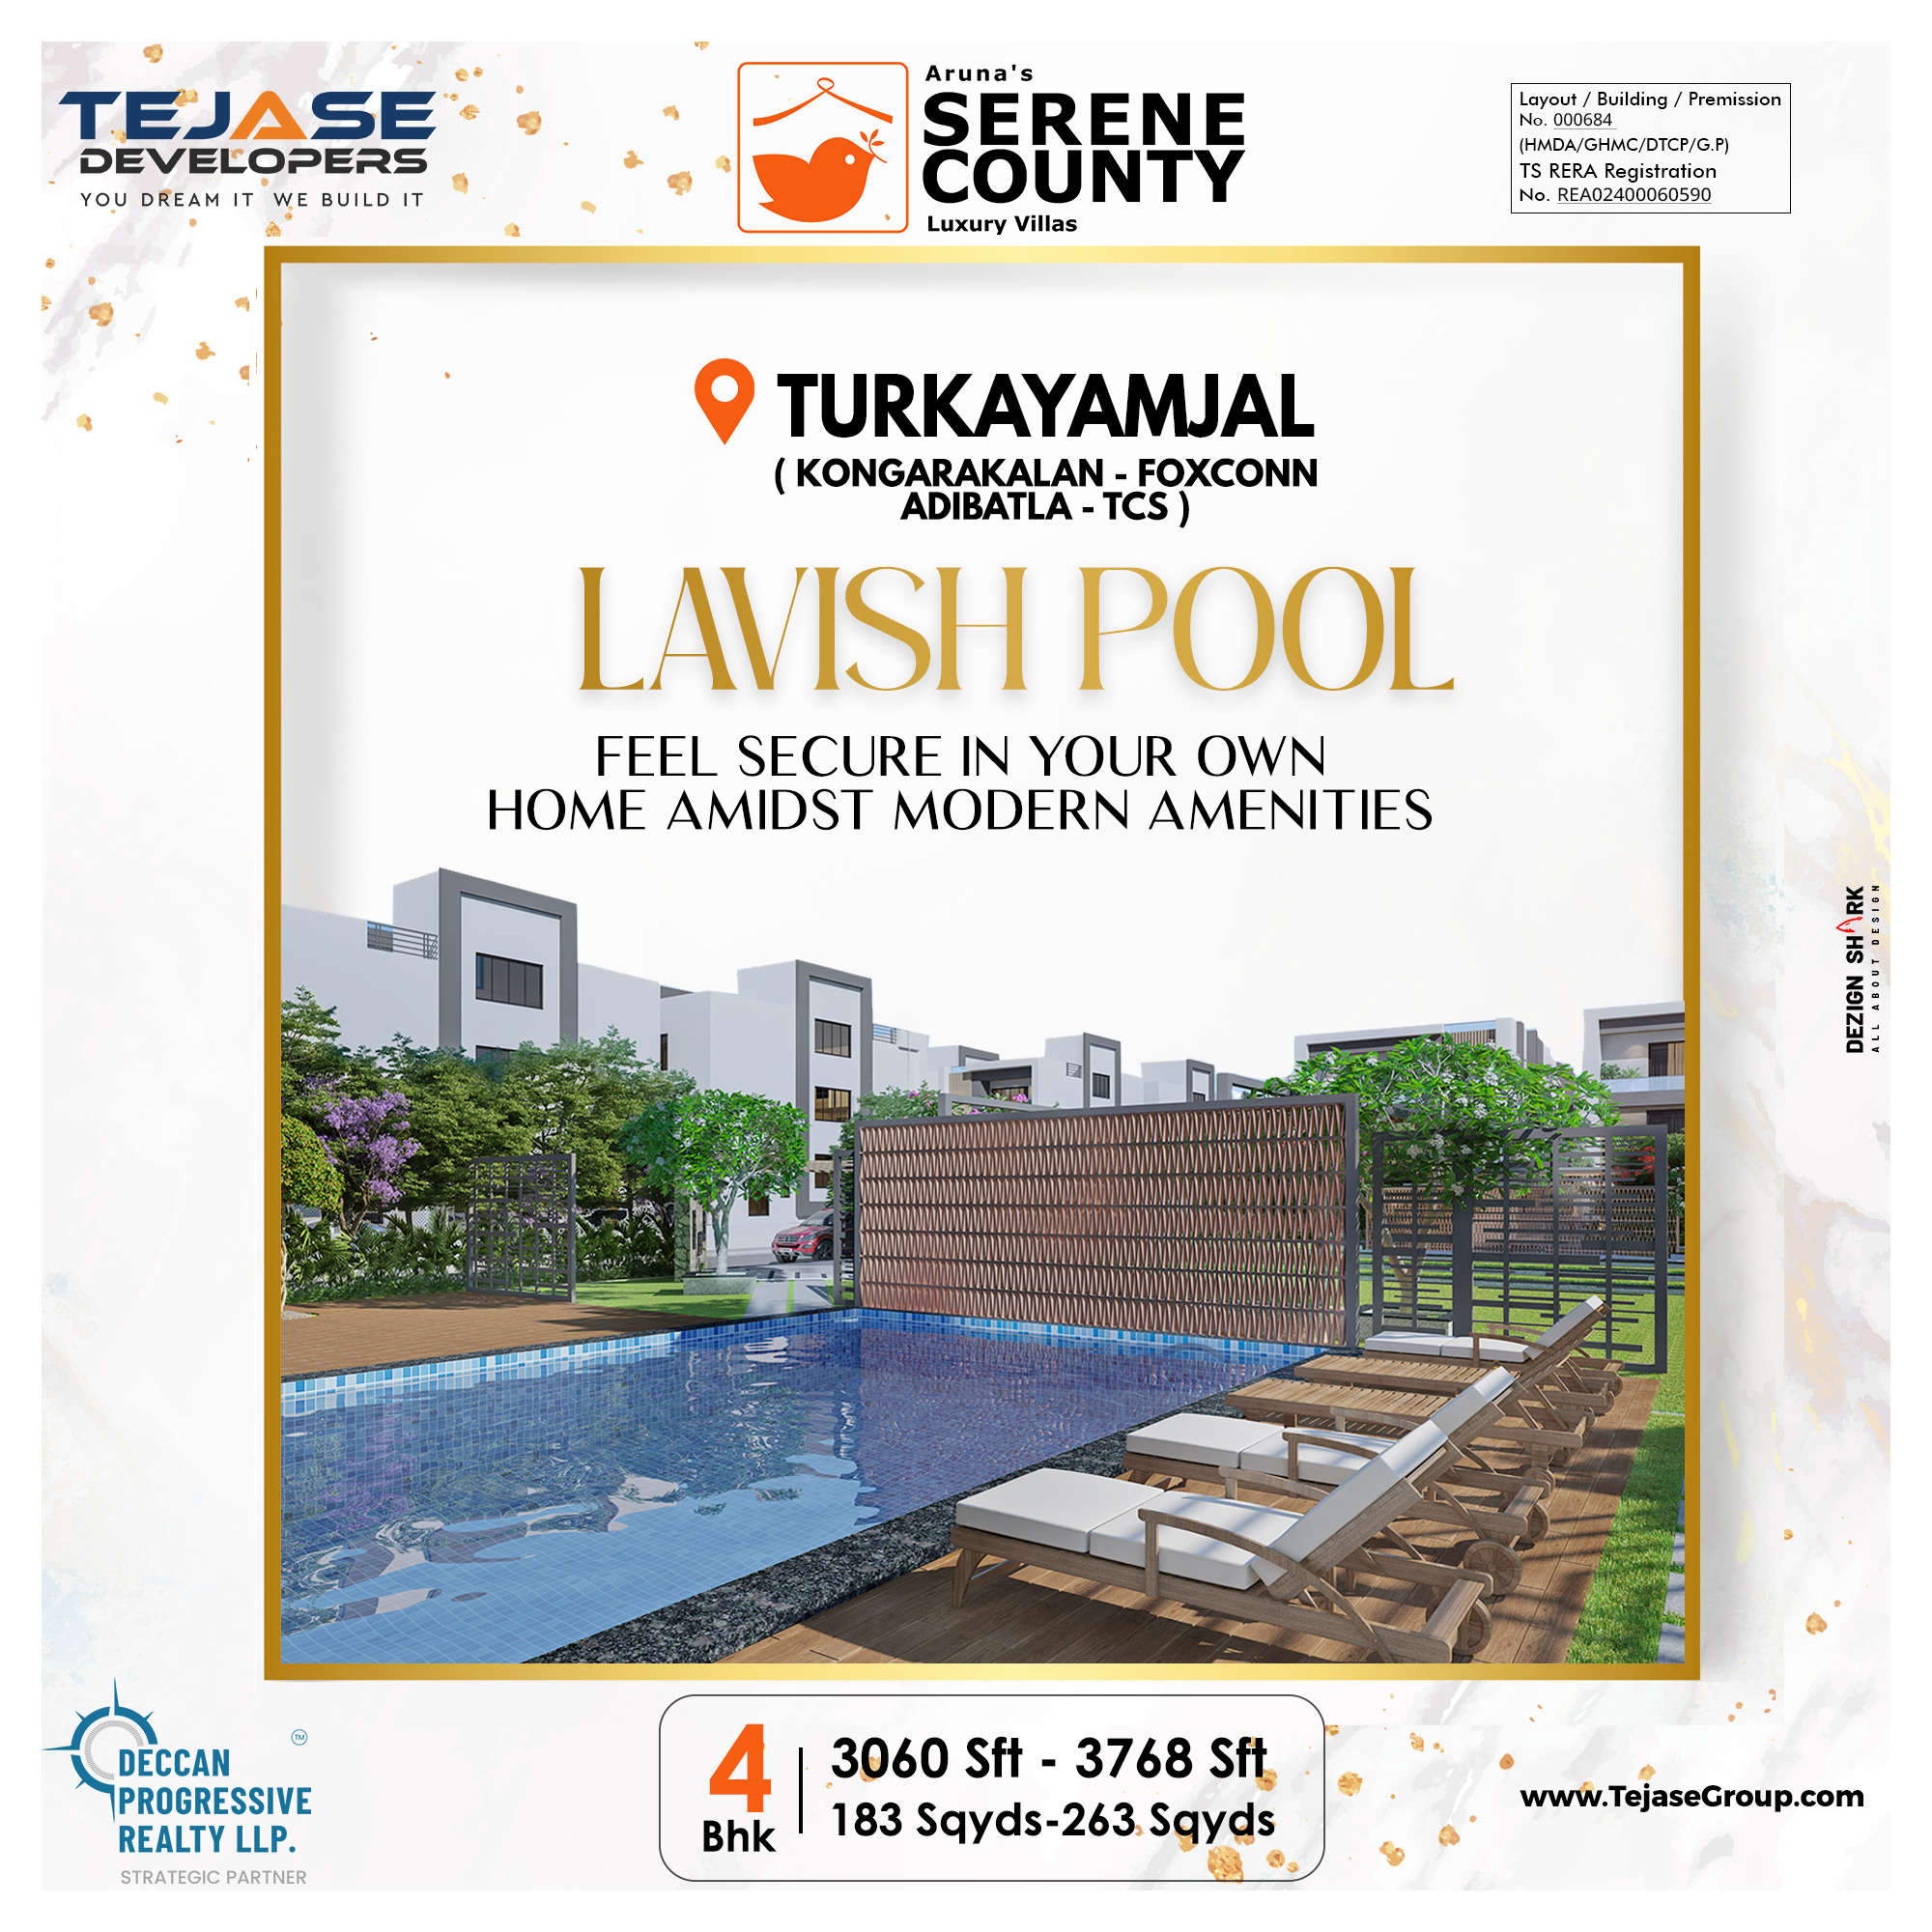 TEJASE
DEVELOPERS
YOU DREAM IT WE BUILD IT
Aruna's
SERENE
COUNTY
Luxury Villas
Layout / Building / Premission
No. 000684
(HMDA/GHMC/DTCP/G.P)
TS RERA Registration
No. REA02400060590
TURKAYAMJAL
( KONGARAKALAN - FOXCONN
ADIBATLA - TCS )
LAVISH POOL
FEEL SECURE IN YOUR OWN
HOME AMIDST MODERN AMENITIES
DEZIGN SHARK
ALL ABOUT DESIGN
DECCAN
PROGRESSIVE
REALTY LLP.
TM
STRATEGIC PARTNER
4
Bhk
3060 Sft - 3768 Sft
183 Sqyds-263 Sqyds
www.TejaseGroup.com